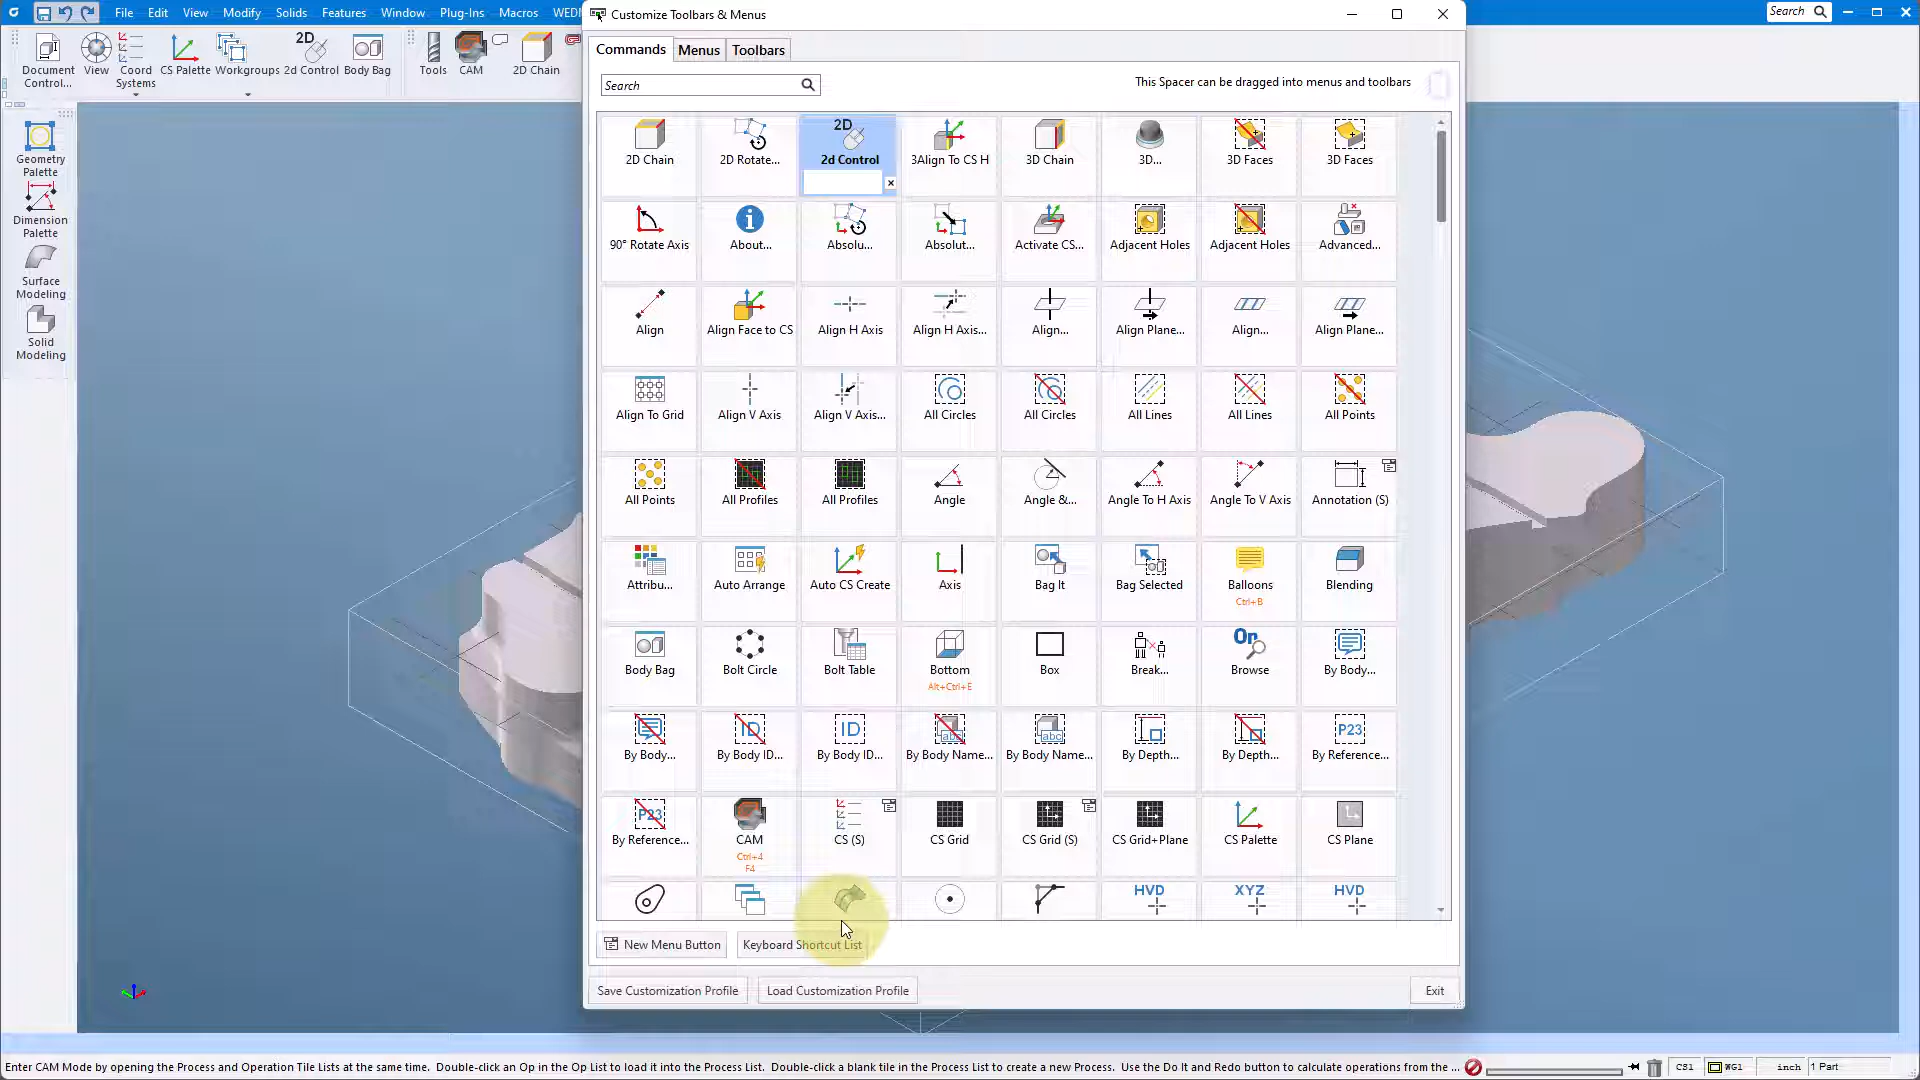 File Edit View Modify Solids Features Window Plug-Ins Macros
Search
Document Control...
View
Coord Systems
CS Palette
Workgroups
2D
2d Control
Body Bag
Tools
CAM
2D Chain
Geometry Palette
Dimension Palette
Surface Modeling
Solid Modeling
Customize Toolbars & Menus
Commands Menus Toolbars
Search
This Spacer can be dragged into menus and toolbars
2D
2D Chain 2D Rotate... 2d Control 3Align To CS H 3D Chain 3D... 3D Faces 3D Faces
90° Rotate Axis About... Absolu... Absolut... Activate CS... Adjacent Holes Adjacent Holes Advanced...
Align Align Face to CS Align H Axis Align H Axis... Align... Align Plane... Align... Align Plane...
Align To Grid Align V Axis Align V Axis... All Circles All Circles All Lines All Lines All Points
All Points All Profiles All Profiles Angle Angle &... Angle To H Axis Angle To V Axis Annotation (S)
Attribu... Auto Arrange Auto CS Create Axis Bag It Bag Selected Balloons Blending
Ctrl+B
On
Body Bag Bolt Circle Bolt Table Bottom Box Break... Browse By Body...
Alt+Ctrl+E
ID ID abc abc P23
By Body... By Body ID... By Body ID... By Body Name... By Body Name... By Depth... By Depth... By Reference...
P23
By Reference... CAM CS (S) CS Grid CS Grid (S) CS Grid+Plane CS Palette CS Plane
Ctrl+4
F4
HVD XYZ HVD
New Menu Button Keyboard Shortcut List
Save Customization Profile Load Customization Profile Exit
Enter CAM Mode by opening the Process and Operation Tile Lists at the same time. Double-click an Op in the Op List to load it into the Process List. Double-click a blank tile in the Process List to create a new Process. Use the Do It and Redo button to calculate operations from the ...
CS1 WG1 inch 1 Part